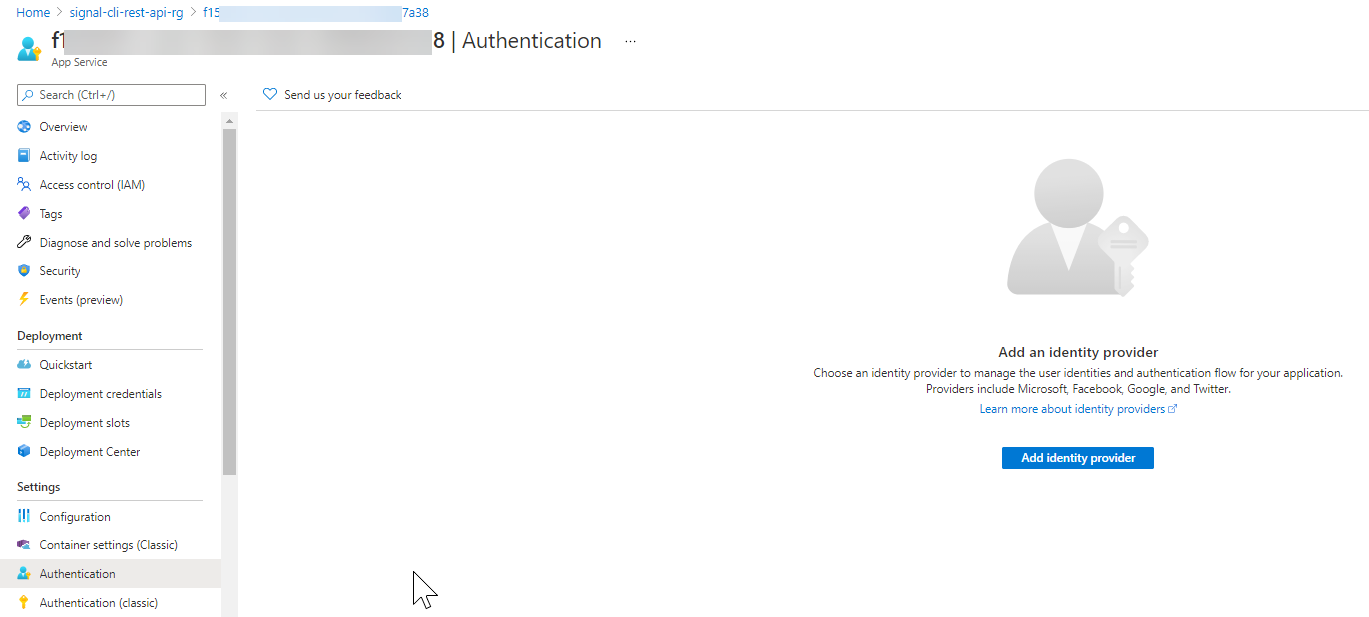 Home > signal-cli-rest-api-rg > f15 7a38
f1 8 | Authentication ...
App Service
Search (Ctrl+/)
«
Send us your feedback
Overview
Activity log
Access control (IAM)
Tags
Diagnose and solve problems
Security
Events (preview)
Deployment
Quickstart
Deployment credentials
Deployment slots
Deployment Center
Settings
Configuration
Container settings (Classic)
Authentication
Authentication (classic)
Add an identity provider
Choose an identity provider to manage the user identities and authentication flow for your application.
Providers include Microsoft, Facebook, Google, and Twitter.
Learn more about identity providers
Add identity provider